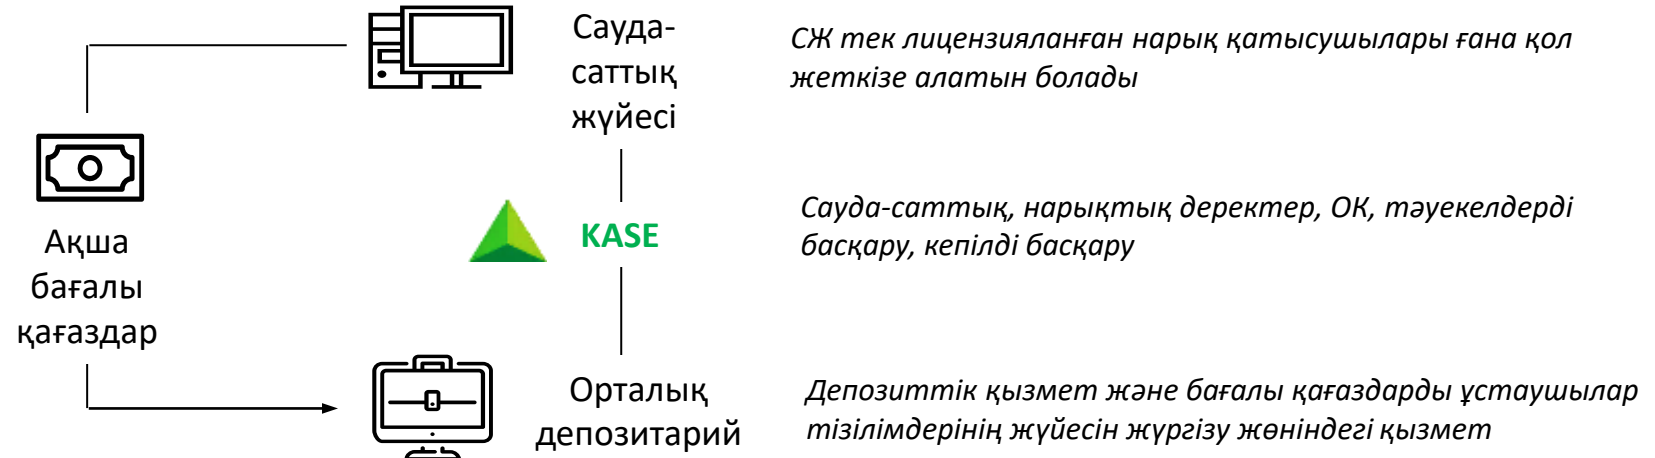 Сауда-
саттық
жүйесі
СЖ тек лицензияланған нарық қатысушылары ғана қол
жеткізе алатын болады
Ақша
бағалы
қағаздар
KASE
Сауда-саттық, нарықтық деректер, ОК, тәуекелдерді
басқару, кепілді басқару
Орталық
депозитарий
Депозиттік қызмет және бағалы қағаздарды ұстаушылар
тізілімдерінің жүйесін жүргізу жөніндегі қызмет